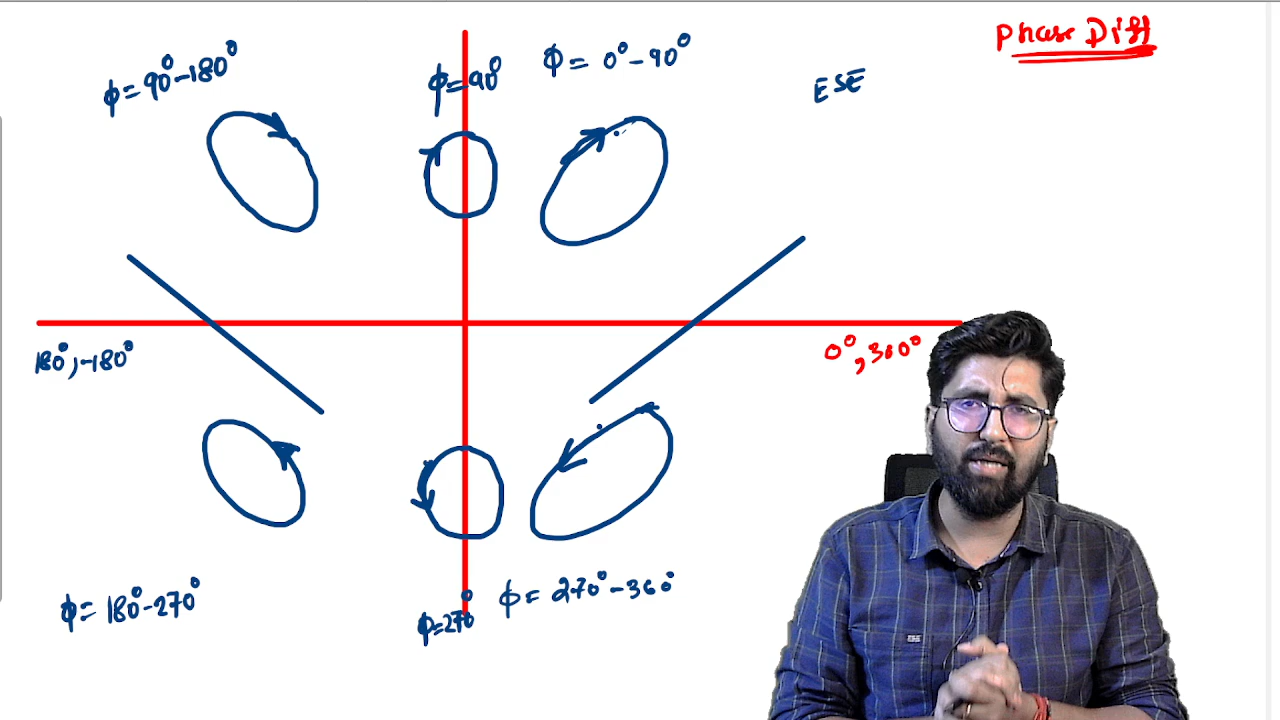 Phase Diff
φ = 90° - 180°
φ = 90°
φ = 0° - 90°
ESE
180°, -180°
0°, 360°
φ = 180° - 270°
φ = 270°
φ = 270° - 360°